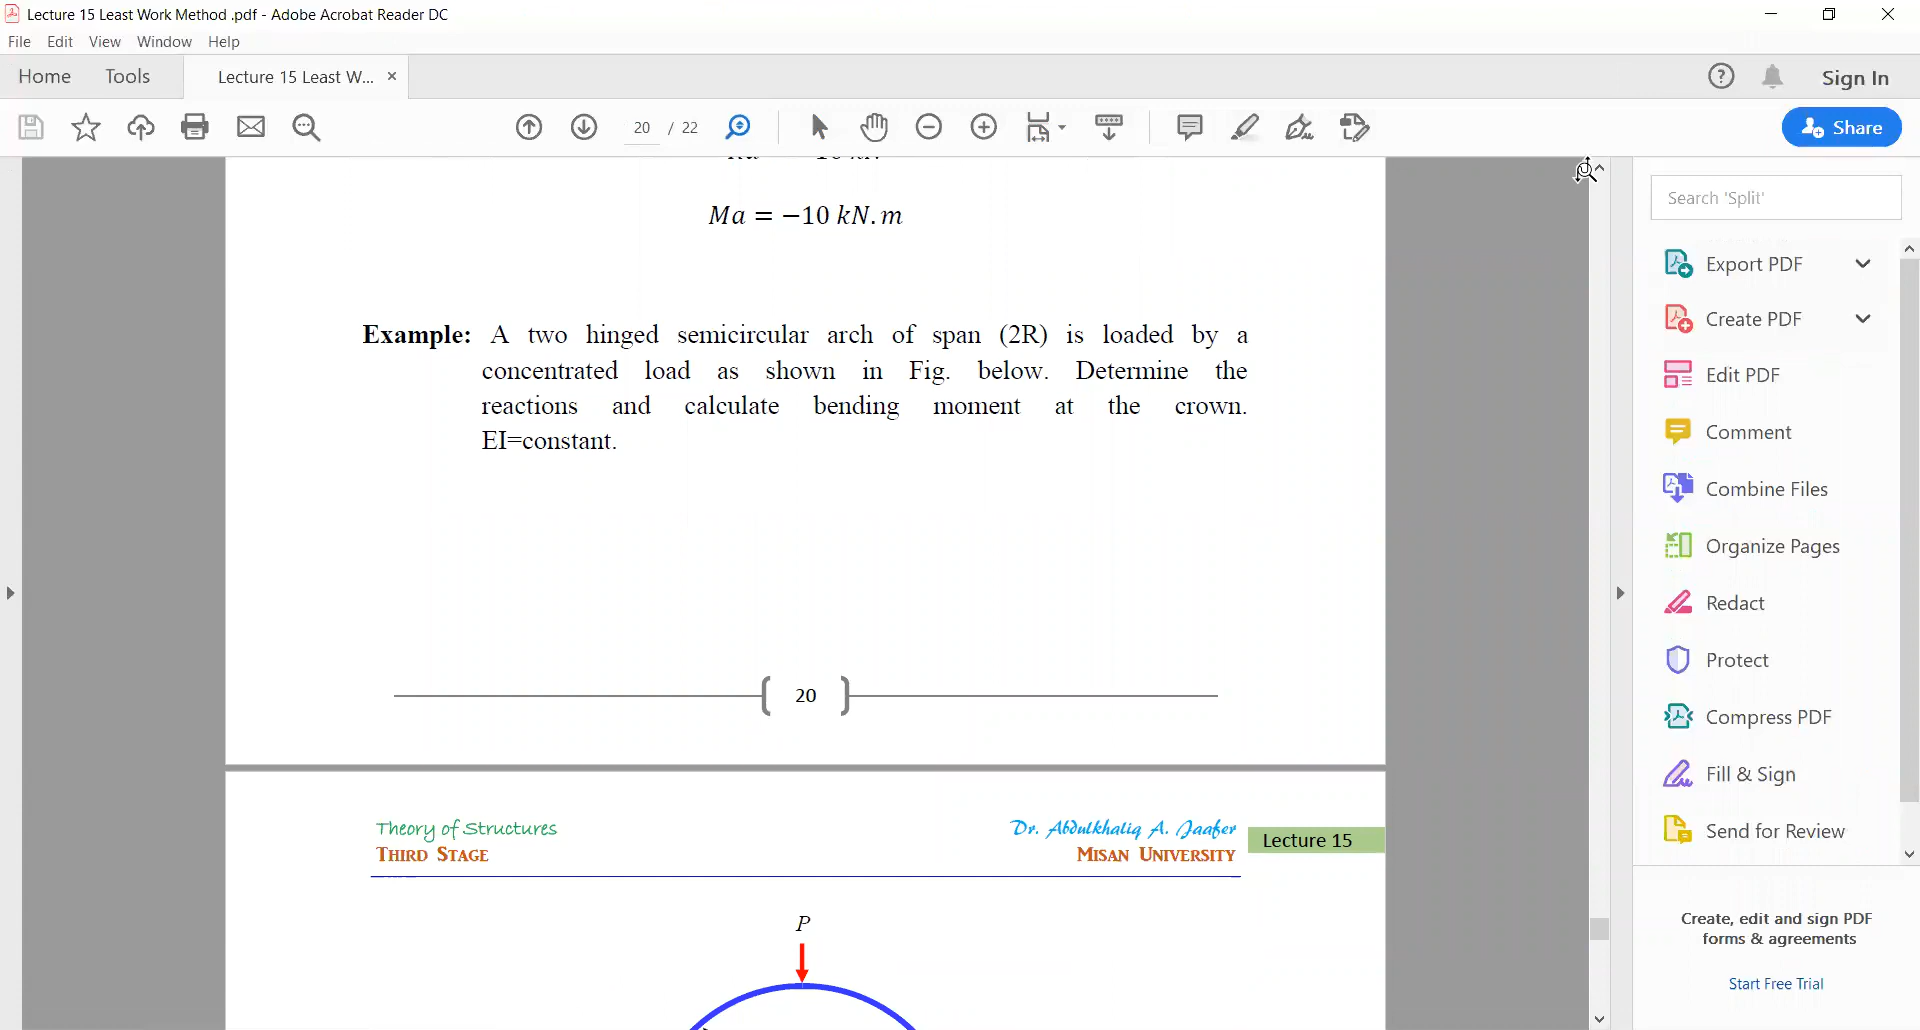 Lecture 15 Least Work Method .pdf - Adobe Acrobat Reader DC
File Edit View Window Help
Home Tools Lecture 15 Least W... × Sign In
20 / 22 Share
Ma = −10 kN.m
Example: A two hinged semicircular arch of span (2R) is loaded by a
concentrated load as shown in Fig. below. Determine the
reactions and calculate bending moment at the crown.
EI=constant.
20
Theory of Structures
THIRD STAGE
Dr. Abdulkhaliq A. Jaafer
MISAN UNIVERSITY
Lecture 15
P
Search 'Split'
Export PDF
Create PDF
Edit PDF
Comment
Combine Files
Organize Pages
Redact
Protect
Compress PDF
Fill & Sign
Send for Review
Create, edit and sign PDF
forms & agreements
Start Free Trial